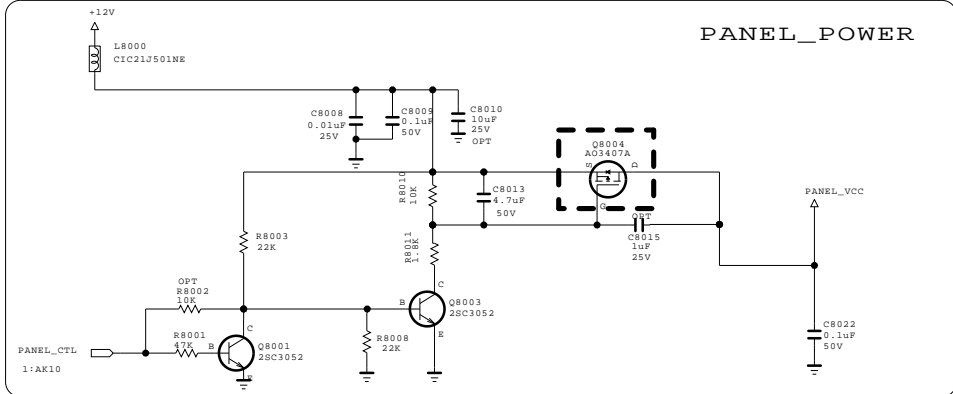 +12V
PANEL_POWER
L8000
CIC21J501NE
C8008
0.01uF
25V
C8009
0.1uF
50V
C8010
10uF
25V
OPT
Q8004
AO3407A
S
D
G
R8010
10K
C8013
4.7uF
50V
PANEL_VCC
OPT
C8015
1uF
25V
R8003
22K
R8011
1.8K
OPT
R8002
10K
C
B
Q8003
2SC3052
E
R8001
47K
C
B
Q8001
2SC3052
E
R8008
22K
C8022
0.1uF
50V
PANEL_CTL
1:AK10